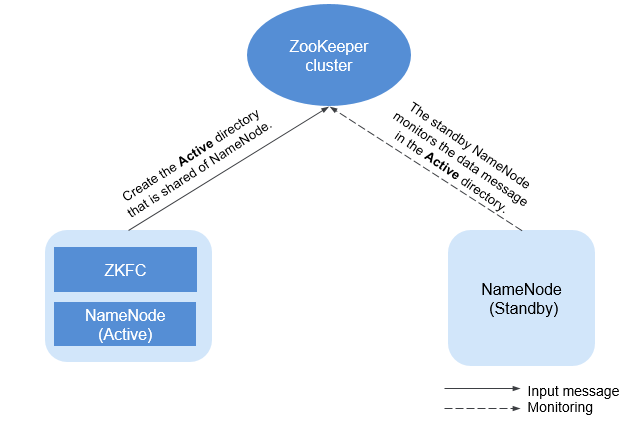 ZooKeeper
cluster
Create the Active directory
that is shared of NameNode.
The standby NameNode
monitors the data message
in the Active directory.
ZKFC
NameNode
(Active)
NameNode
(Standby)
Input message
Monitoring